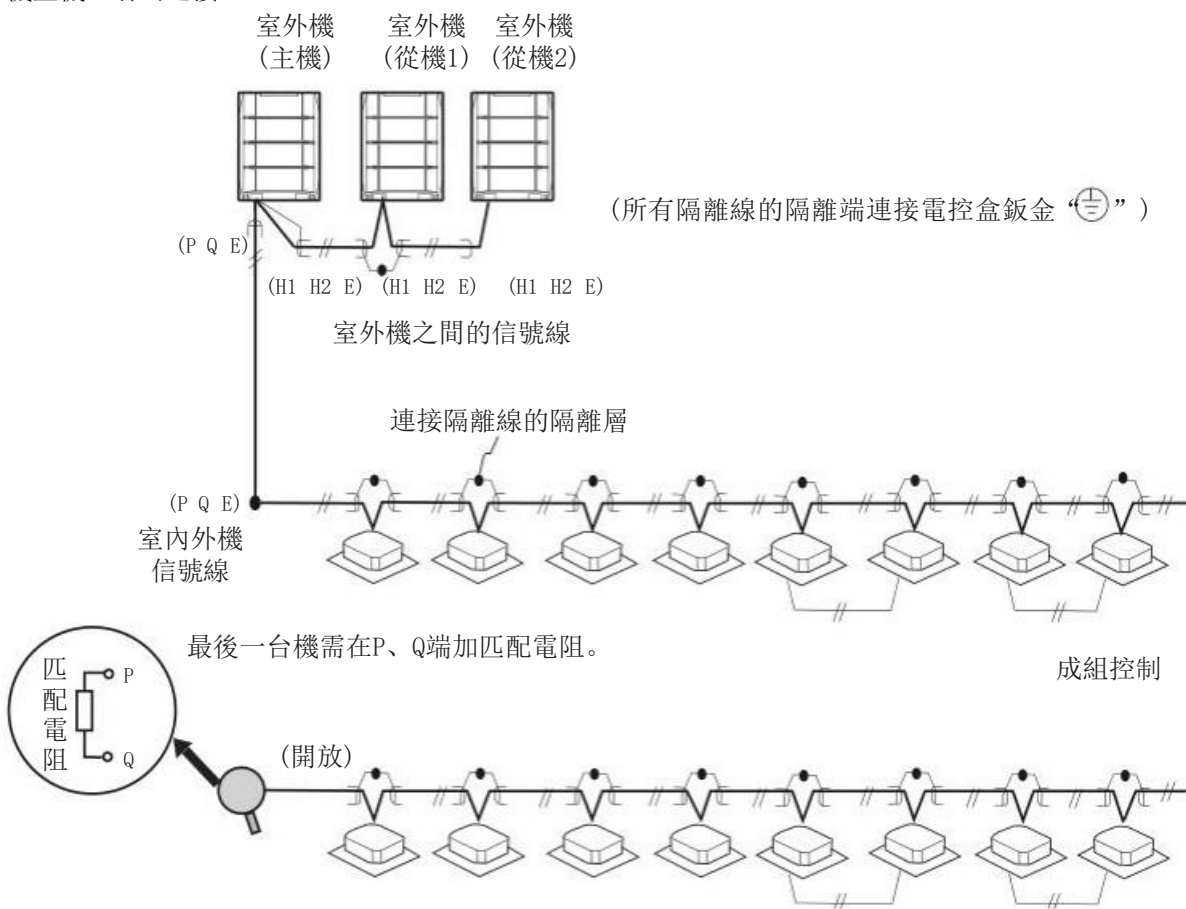 室外機 室外機 室外機
(主機) (從機1) (從機2)
(所有隔離線的隔離端連接電控盒鈑金“⏚”)
(P Q E)
(H1 H2 E) (H1 H2 E) (H1 H2 E)
室外機之間的信號線
連接隔離線的隔離層
(P Q E)
室內外機
信號線
最後一台機需在P、Q端加匹配電阻。
成組控制
匹配電阻
P
Q
(開放)